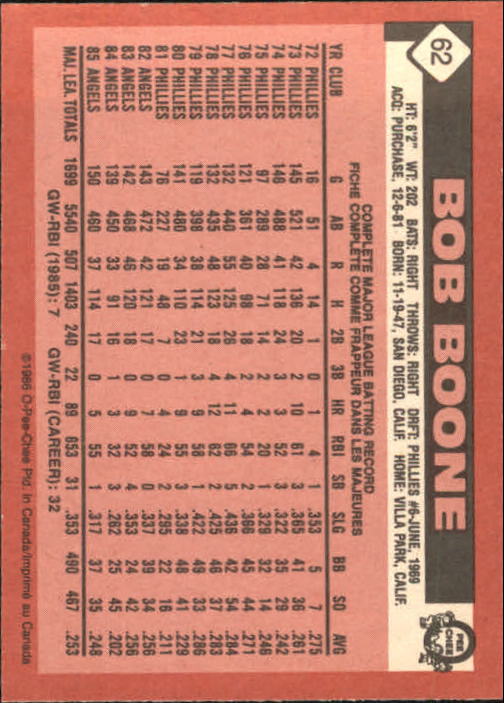 62
BOB BOONE
O PEE CHEE
HT: 6'2" WT: 202 BATS: RIGHT THROWS: RIGHT DRFT: PHILLIES #6-JUNE, 1969
ACQ: PURCHASE, 12-6-81 BORN: 11-19-47, SAN DIEGO, CALIF. HOME: VILLA PARK, CALIF.
COMPLETE MAJOR LEAGUE BATTING RECORD
FICHE COMPLÈTE COMME FRAPPEUR DANS LES MAJEURES
YR CLUB G AB R H 2B 3B HR RBI SB SLG BB SO AVG
72 PHILLIES 16 51 4 14 1 0 1 4 1 .353 5 7 .275
73 PHILLIES 145 521 42 136 20 2 10 61 3 .365 41 36 .261
74 PHILLIES 146 488 41 118 24 3 3 52 3 .322 35 29 .242
75 PHILLIES 97 289 28 71 14 2 2 20 1 .329 32 14 .246
76 PHILLIES 121 361 40 98 18 2 4 54 2 .366 45 44 .271
77 PHILLIES 132 440 55 125 26 4 11 66 5 .436 42 54 .284
78 PHILLIES 132 435 48 123 18 4 12 62 2 .425 46 37 .283
79 PHILLIES 119 398 38 114 21 3 9 58 1 .422 49 33 .286
80 PHILLIES 141 480 34 110 23 1 9 55 3 .338 48 41 .229
81 PHILLIES 76 227 19 48 7 0 4 24 2 .295 22 16 .211
82 ANGELS 143 472 42 121 17 0 7 58 0 .337 39 34 .256
83 ANGELS 142 468 46 120 18 0 9 52 4 .353 24 42 .256
84 ANGELS 139 450 33 91 16 1 3 32 3 .262 25 45 .202
85 ANGELS 150 460 37 114 17 0 5 55 1 .317 37 35 .248
MAJ. LEA. TOTALS 1699 5540 507 1403 240 22 89 653 31 .353 490 467 .253
GW-RBI (1985): 7 GW-RBI (CAREER): 32
©1986 O-Pee-Chee Ptd. in Canada/Imprimé au Canada